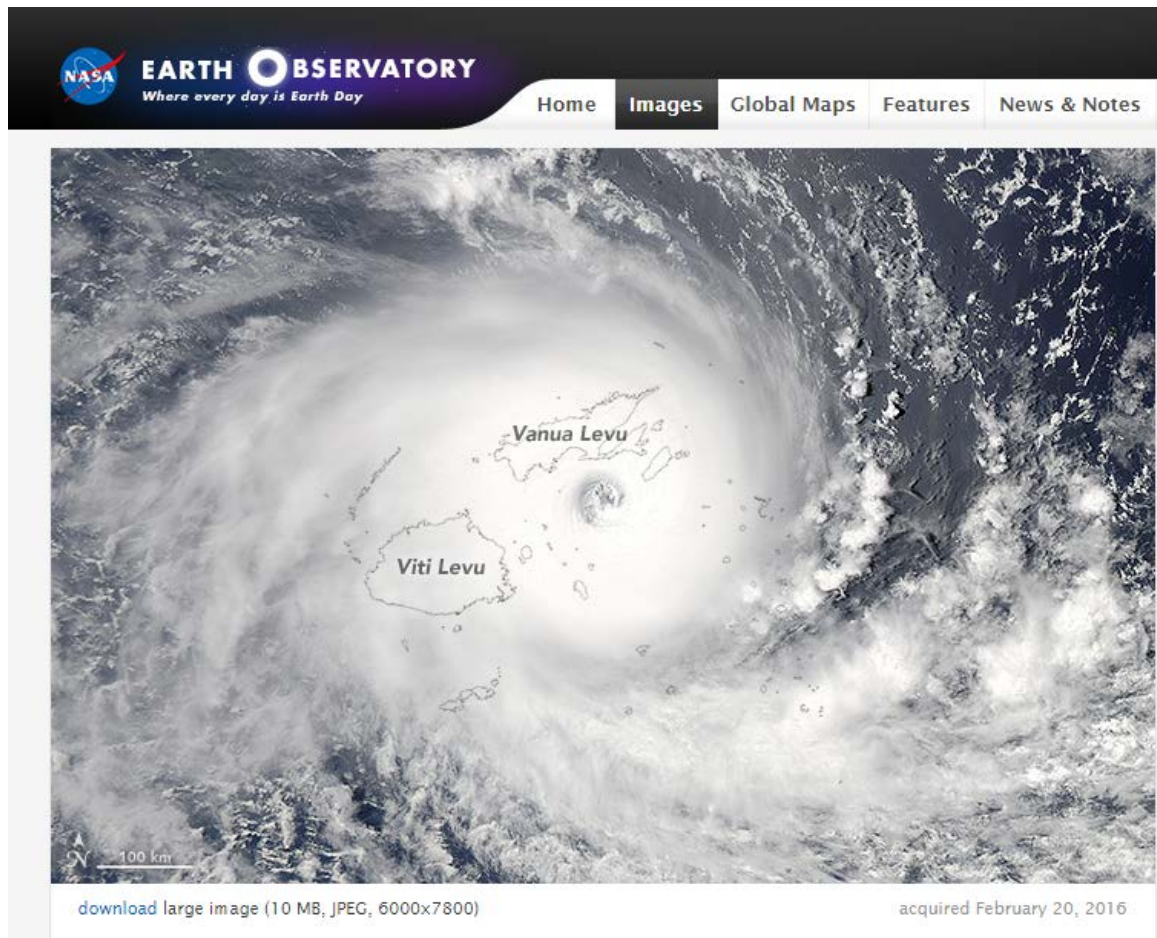 NASA
EARTH OBSERVATORY
Where every day is Earth Day
Home Images Global Maps Features News & Notes
Vanua Levu
Viti Levu
N 100 km
download large image (10 MB, JPEG, 6000x7800)
acquired February 20, 2016